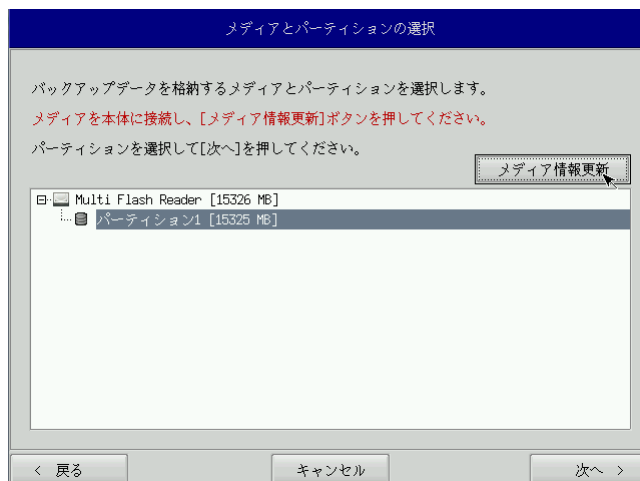 メディアとパーティションの選択
バックアップデータを格納するメディアとパーティションを選択します。
メディアを本体に接続し、[メディア情報更新]ボタンを押してください。
パーティションを選択して[次へ]を押してください。
メディア情報更新
Multi Flash Reader [15326 MB]
パーティション1 [15325 MB]
< 戻る
キャンセル
次へ >